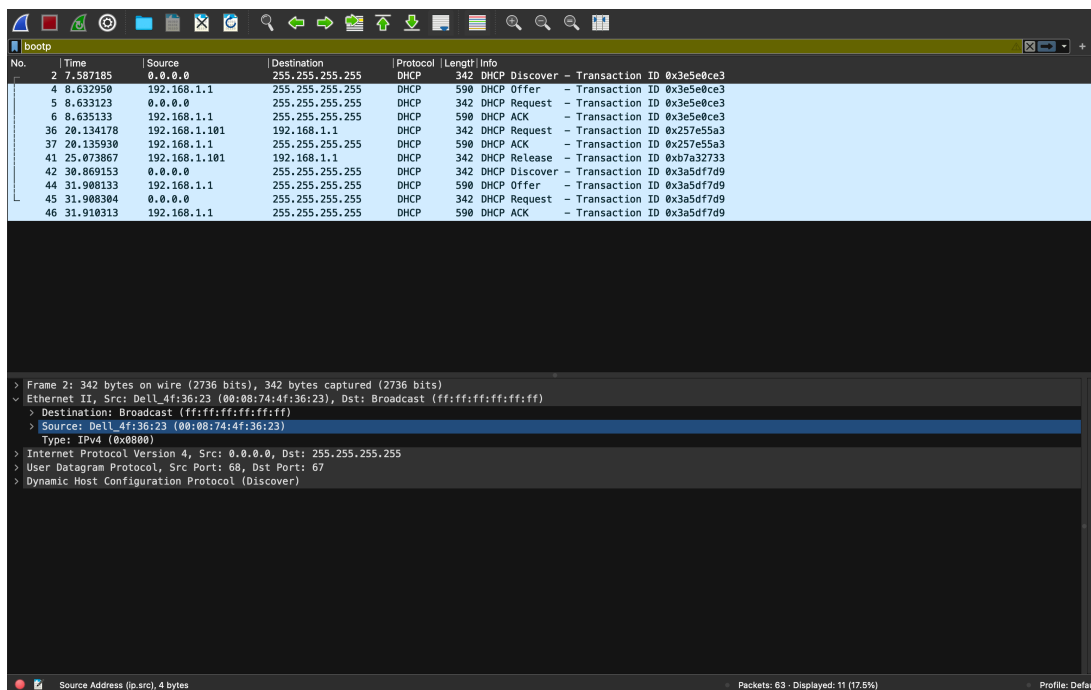 bootp
No. Time Source Destination Protocol Length Info
2 7.587185 0.0.0.0 255.255.255.255 DHCP 342 DHCP Discover – Transaction ID 0x3e5e0ce3
4 8.632950 192.168.1.1 255.255.255.255 DHCP 590 DHCP Offer – Transaction ID 0x3e5e0ce3
5 8.633123 0.0.0.0 255.255.255.255 DHCP 342 DHCP Request – Transaction ID 0x3e5e0ce3
6 8.635133 192.168.1.1 255.255.255.255 DHCP 590 DHCP ACK – Transaction ID 0x3e5e0ce3
36 20.134178 192.168.1.101 192.168.1.1 DHCP 342 DHCP Request – Transaction ID 0x257e55a3
37 20.135930 192.168.1.1 255.255.255.255 DHCP 590 DHCP ACK – Transaction ID 0x257e55a3
41 25.073867 192.168.1.101 192.168.1.1 DHCP 342 DHCP Release – Transaction ID 0xb7a32733
42 30.869153 0.0.0.0 255.255.255.255 DHCP 342 DHCP Discover – Transaction ID 0x3a5df7d9
44 31.908133 192.168.1.1 255.255.255.255 DHCP 590 DHCP Offer – Transaction ID 0x3a5df7d9
45 31.908304 0.0.0.0 255.255.255.255 DHCP 342 DHCP Request – Transaction ID 0x3a5df7d9
46 31.910313 192.168.1.1 255.255.255.255 DHCP 590 DHCP ACK – Transaction ID 0x3a5df7d9
Frame 2: 342 bytes on wire (2736 bits), 342 bytes captured (2736 bits)
Ethernet II, Src: Dell_4f:36:23 (00:08:74:4f:36:23), Dst: Broadcast (ff:ff:ff:ff:ff:ff)
Destination: Broadcast (ff:ff:ff:ff:ff:ff)
Source: Dell_4f:36:23 (00:08:74:4f:36:23)
Type: IPv4 (0x0800)
Internet Protocol Version 4, Src: 0.0.0.0, Dst: 255.255.255.255
User Datagram Protocol, Src Port: 68, Dst Port: 67
Dynamic Host Configuration Protocol (Discover)
Source Address (ip.src), 4 bytes Packets: 63 · Displayed: 11 (17.5%) Profile: Defa